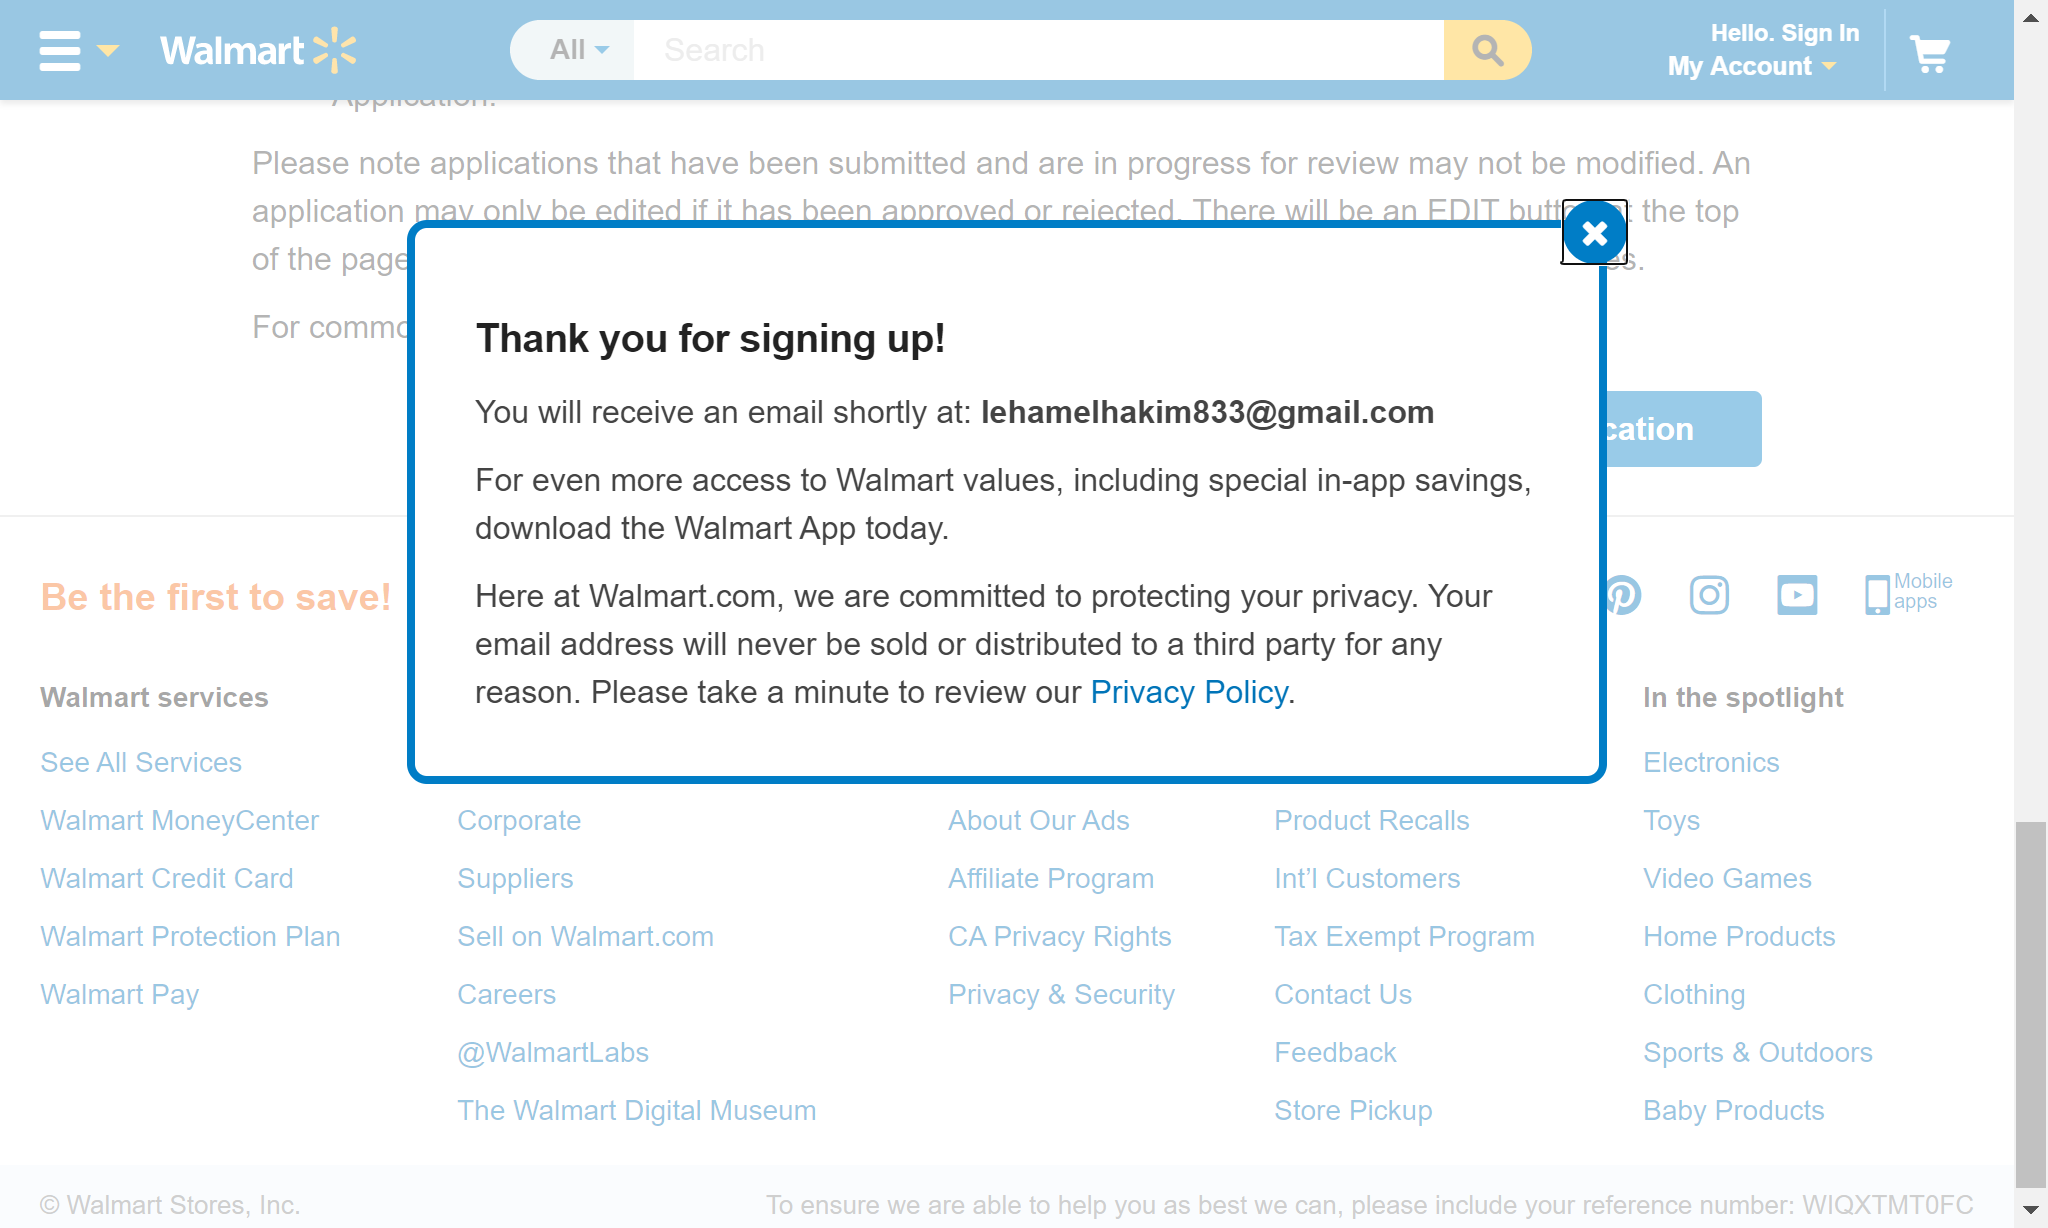 Walmart
All
Search
Hello. Sign In
My Account
Application.
Please note applications that have been submitted and are in progress for review may not be modified. An
application may only be edited if it has been approved or rejected. There will be an EDIT button at the top
of the page
For commo
Thank you for signing up!
You will receive an email shortly at: lehamelhakim833@gmail.com
For even more access to Walmart values, including special in-app savings,
download the Walmart App today.
Here at Walmart.com, we are committed to protecting your privacy. Your
email address will never be sold or distributed to a third party for any
reason. Please take a minute to review our Privacy Policy.
cation
Be the first to save!
Mobile
apps
Walmart services
See All Services
Walmart MoneyCenter
Walmart Credit Card
Walmart Protection Plan
Walmart Pay
Corporate
Suppliers
Sell on Walmart.com
Careers
@WalmartLabs
The Walmart Digital Museum
About Our Ads
Affiliate Program
CA Privacy Rights
Privacy & Security
Product Recalls
Int’l Customers
Tax Exempt Program
Contact Us
Feedback
Store Pickup
In the spotlight
Electronics
Toys
Video Games
Home Products
Clothing
Sports & Outdoors
Baby Products
© Walmart Stores, Inc.
To ensure we are able to help you as best we can, please include your reference number: WIQXTMT0FC